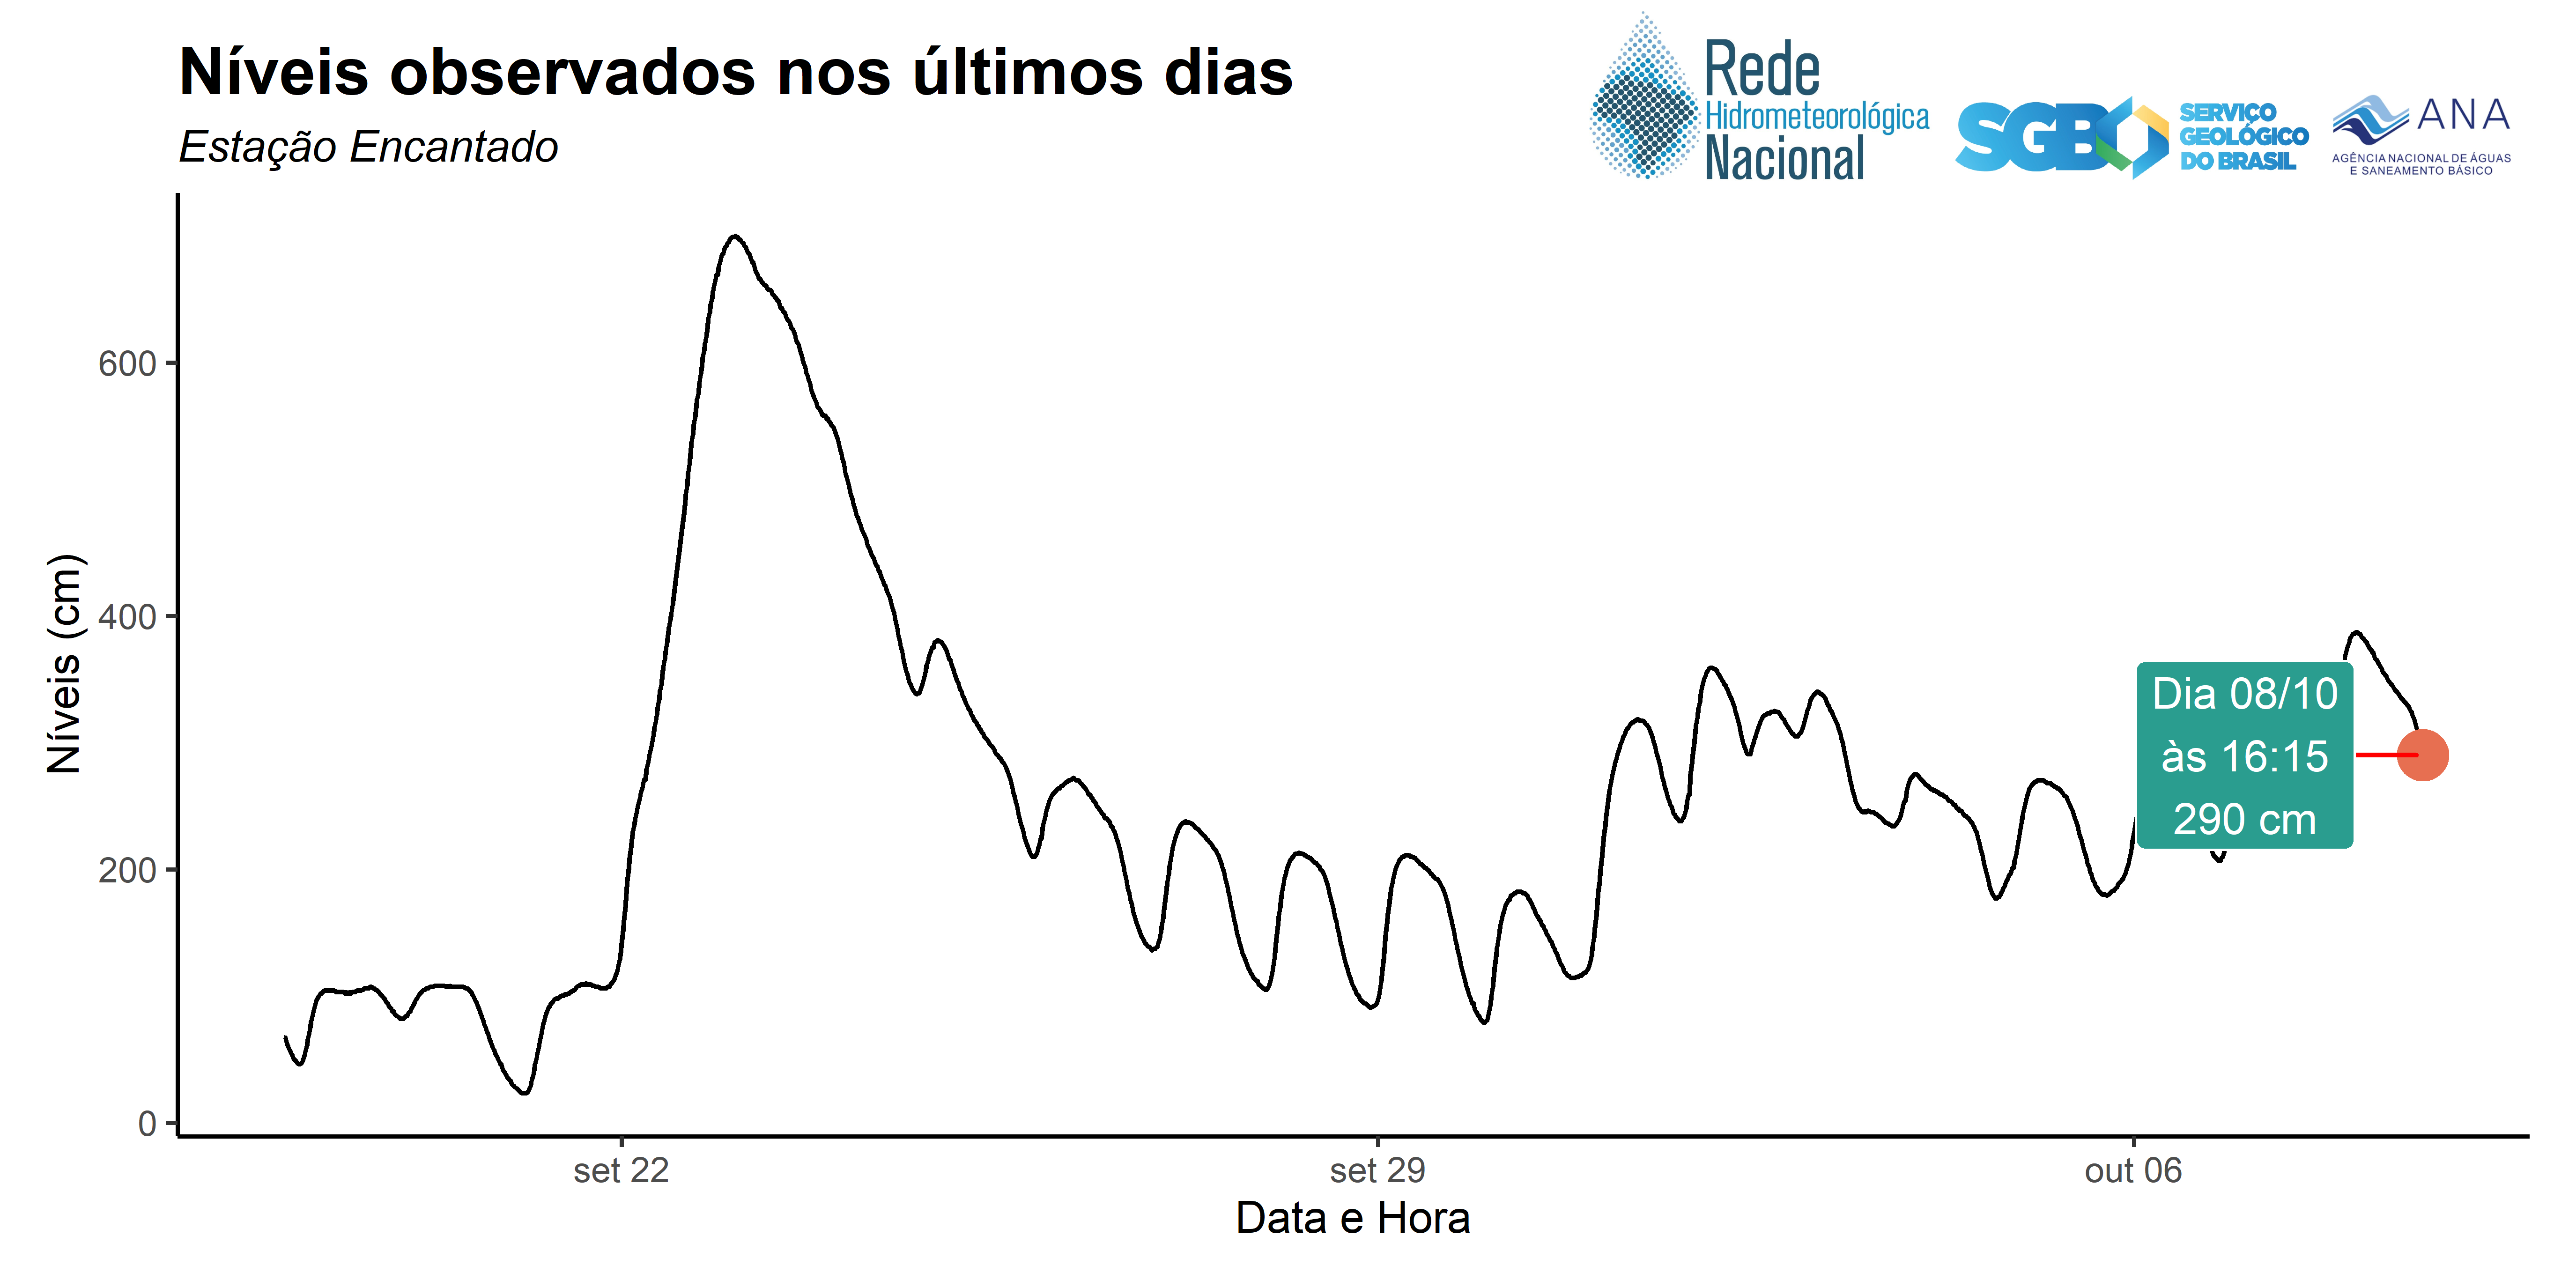 Níveis observados nos últimos dias
Estação Encantado
Rede
Hidrometeorológica
Nacional
SGB
SERVIÇO
GEOLÓGICO
DO BRASIL
ANA
AGÊNCIA NACIONAL DE ÁGUAS
E SANEAMENTO BÁSICO
Níveis (cm)
600
400
200
0
Dia 08/10
às 16:15
290 cm
set 22
set 29
out 06
Data e Hora